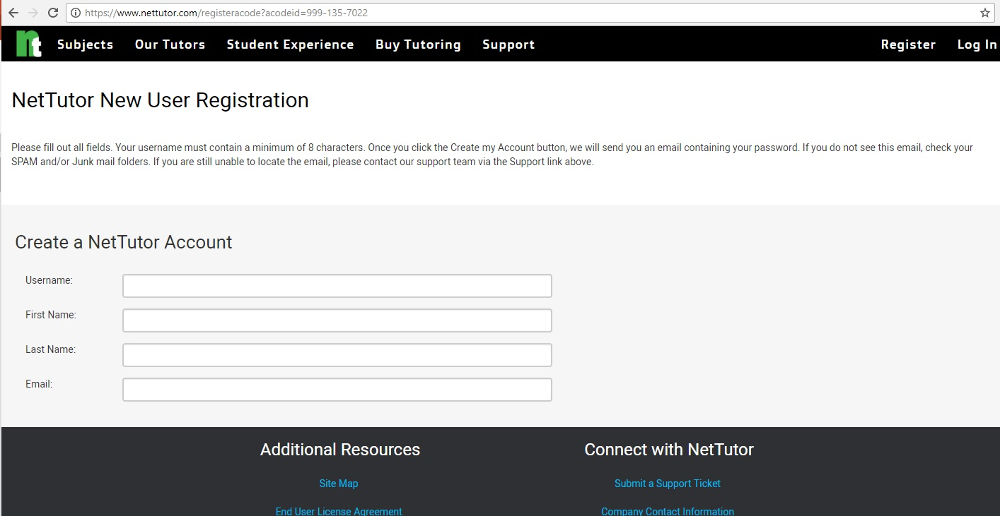 https://www.nettutor.com/registeracode?acodeid=999-135-7022
nt Subjects Our Tutors Student Experience Buy Tutoring Support Register Log In
NetTutor New User Registration
Please fill out all fields. Your username must contain a minimum of 8 characters. Once you click the Create my Account button, we will send you an email containing your password. If you do not see this email, check your
SPAM and/or Junk mail folders. If you are still unable to locate the email, please contact our support team via the Support link above.
Create a NetTutor Account
Username:
First Name:
Last Name:
Email:
Additional Resources Connect with NetTutor
Site Map Submit a Support Ticket
End User License Agreement Company Contact Information